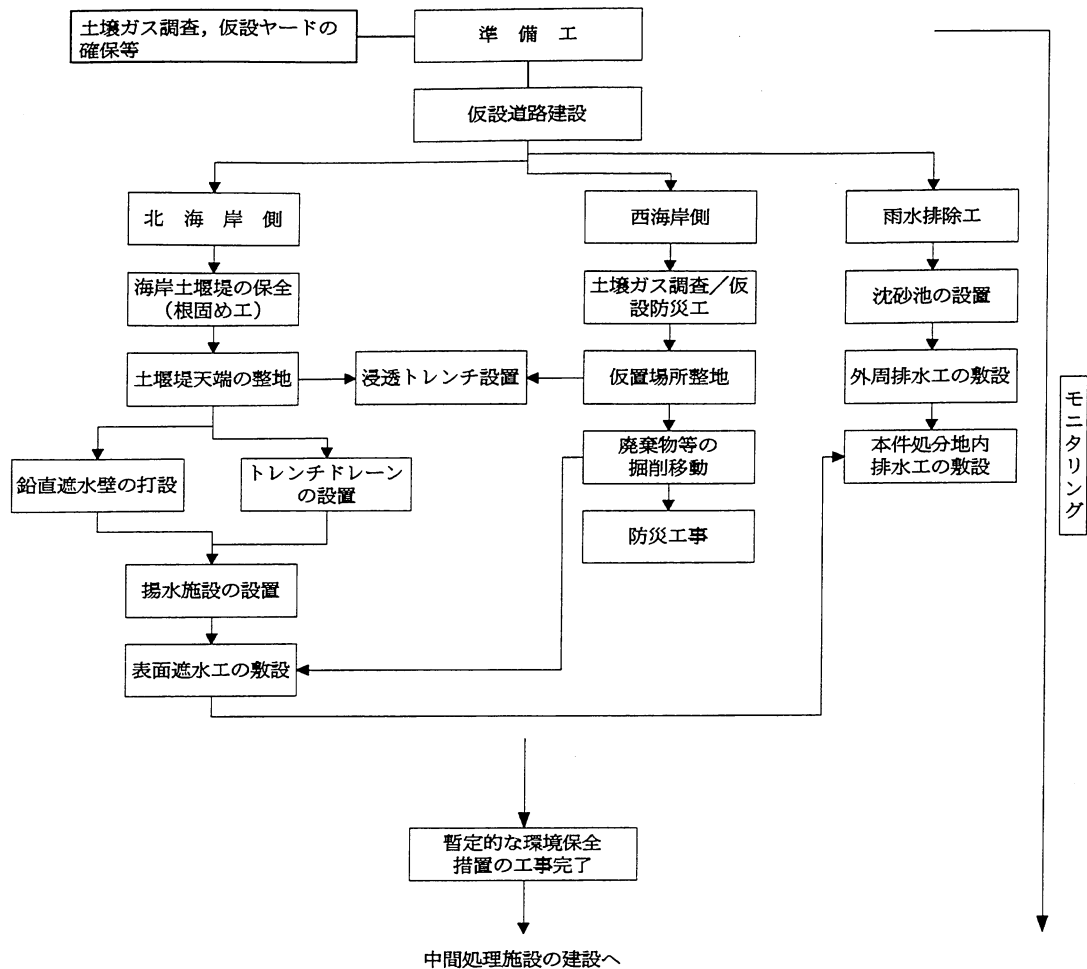 土壌ガス調査，仮設ヤードの
確保等
準 備 工
仮設道路建設
北 海 岸 側
西海岸側
雨水排除工
海岸土堰堤の保全
（根固め工）
土壌ガス調査／仮
設防災工
沈砂池の設置
土堰堤天端の整地
浸透トレンチ設置
仮置場所整地
外周排水工の敷設
モニタリング
鉛直遮水壁の打設
トレンチドレーン
の設置
廃棄物等の
掘削移動
本件処分地内
排水工の敷設
防災工事
揚水施設の設置
表面遮水工の敷設
暫定的な環境保全
措置の工事完了
中間処理施設の建設へ